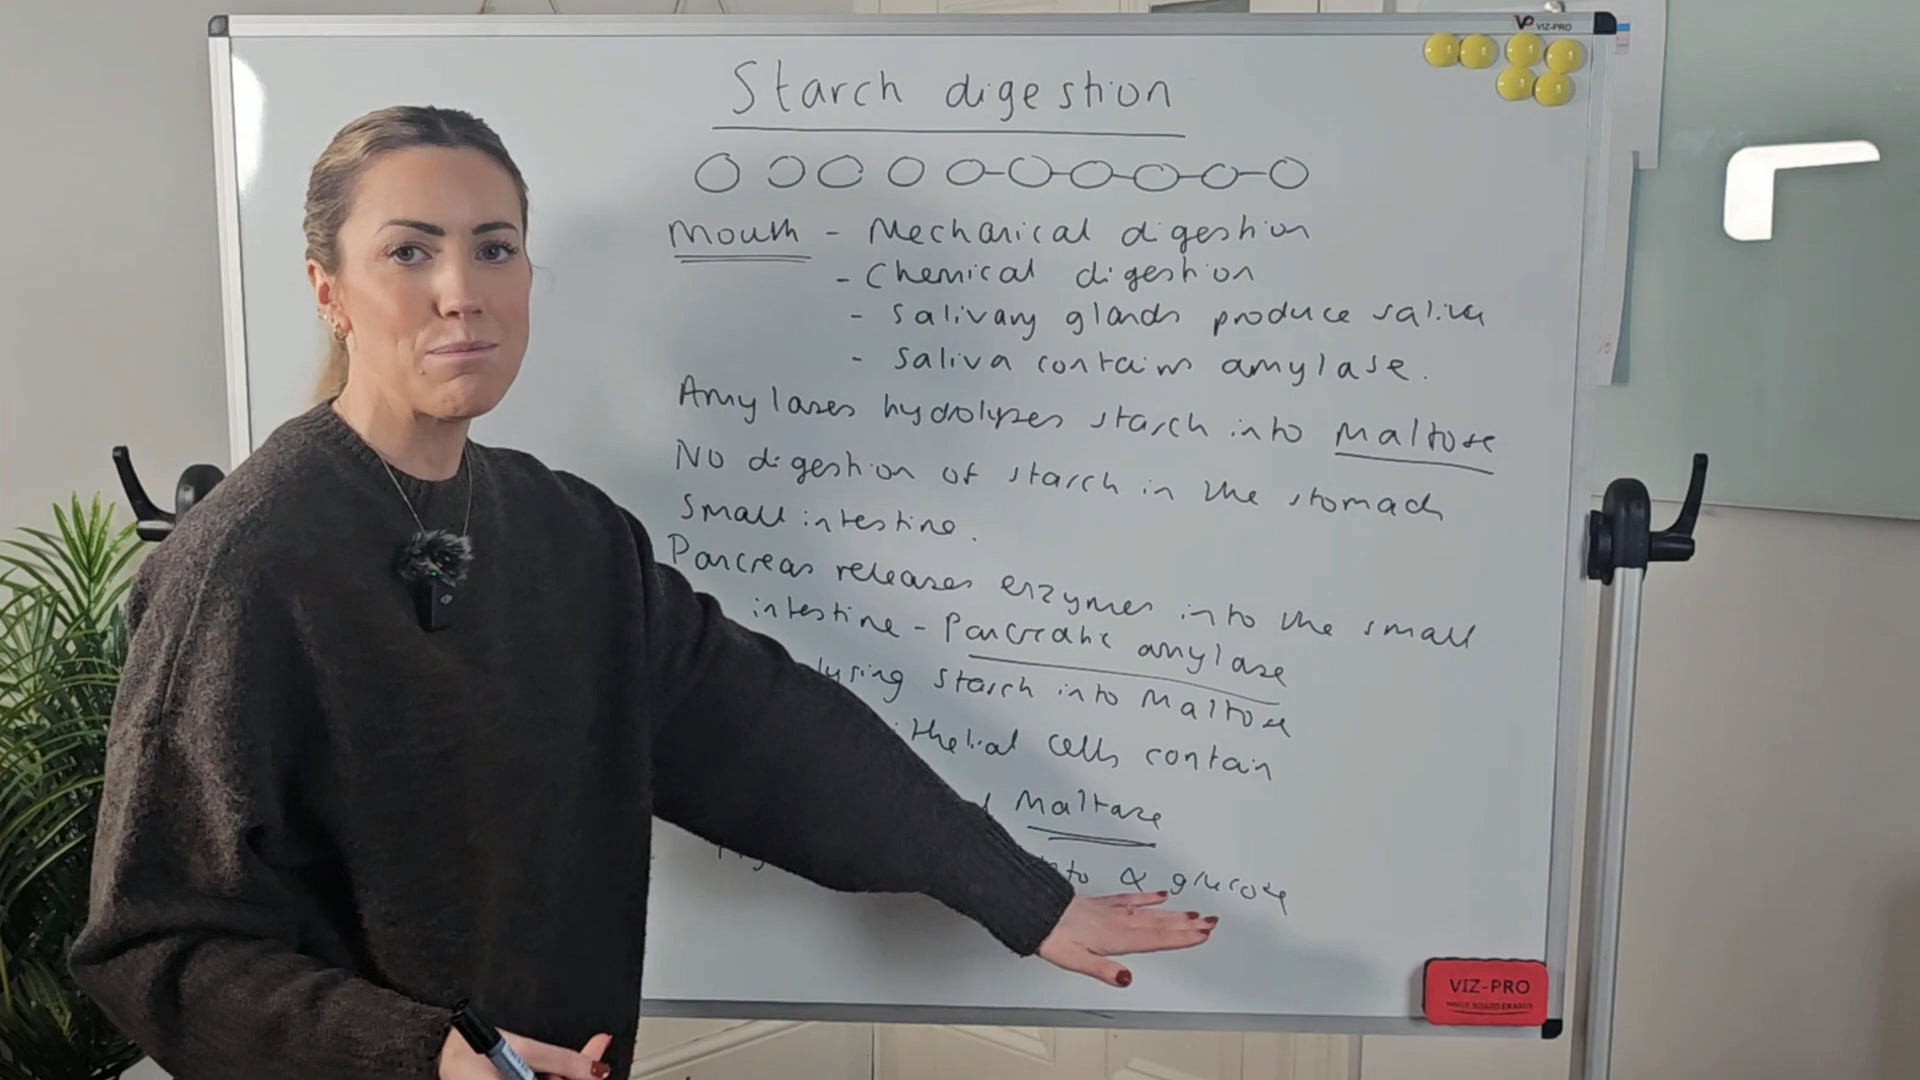 VIZ-PRO
Starch digestion
Mouth - Mechanical digestion
- Chemical digestion
- Salivary glands produce saliva
- Saliva contains amylase.
Amylases hydrolyses starch into Maltose
No digestion of starch in the stomach
Small intestine.
Pancreas releases enzymes into the small
intestine - Pancreatic amylase
lysing starch into Maltose
thelial cells contain
Maltase
into α glucose
VIZ-PRO